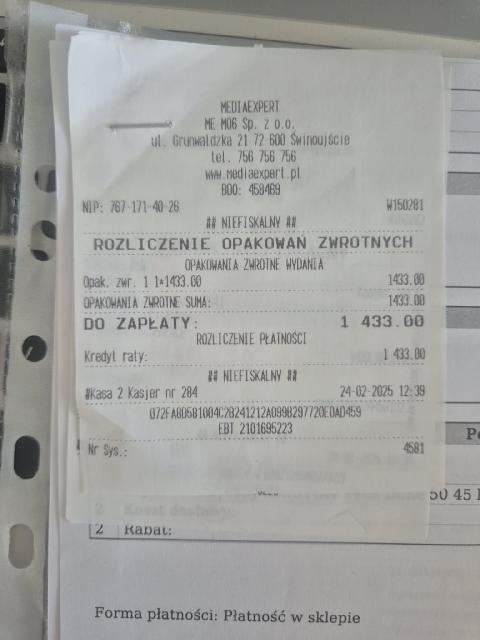 MEDIAEXPERT
ME M06 Sp. z o.o.
ul. Grunwaldzka 21 72-600 Świnoujście
tel. 756 756 756
www.mediaexpert.pl
BDO: 458469
NIP: 767-171-40-26 W150281
## NIEFISKALNY ##
ROZLICZENIE OPAKOWAŃ ZWROTNYCH
OPAKOWANIA ZWROTNE WYDANIA
Opak. zwr. 1 1*1433.00 1433.00
OPAKOWANIA ZWROTNE SUMA: 1433.00
DO ZAPŁATY: 1 433.00
ROZLICZENIE PŁATNOŚCI
Kredyt raty: 1 433.00
## NIEFISKALNY ##
#Kasa 2 Kasjer nr 284 24-02-2025 12:39
072FA8D581004C28241212A0998297720EDAD459
EBT 2101695223
Nr Sys.: 4581
50 45 
2 Koszt dostawy:
2 Rabat:
Forma płatności: Płatność w sklepie